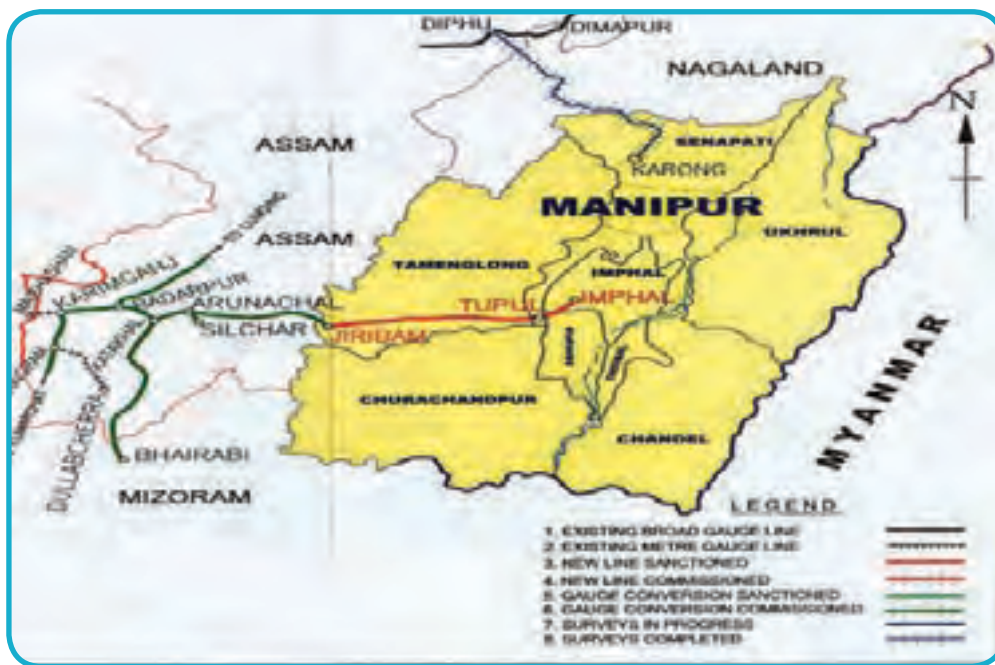 DIPHU
DIMAPUR
NAGALAND
N
ASSAM
SENAPATI
KARONG
MANIPUR
UKHRUL
ASSAM
TAMENGLONG
IMPHAL
KARIMGANJ
BADARPUR
ARUNACHAL
TUPUL
IMPHAL
SILCHAR
JIRIBAM
CHURACHANDPUR
CHANDEL
MYANMAR
DULLABCHERRA
BHAIRABI
MIZORAM
LEGEND
1. EXISTING BROAD GAUGE LINE
2. EXISTING METRE GAUGE LINE
3. NEW LINE SANCTIONED
4. NEW LINE COMMISSIONED
5. GAUGE CONVERSION SANCTIONED
6. GAUGE CONVERSION COMMISSIONED
7. SURVEYS IN PROGRESS
8. SURVEYS COMPLETED